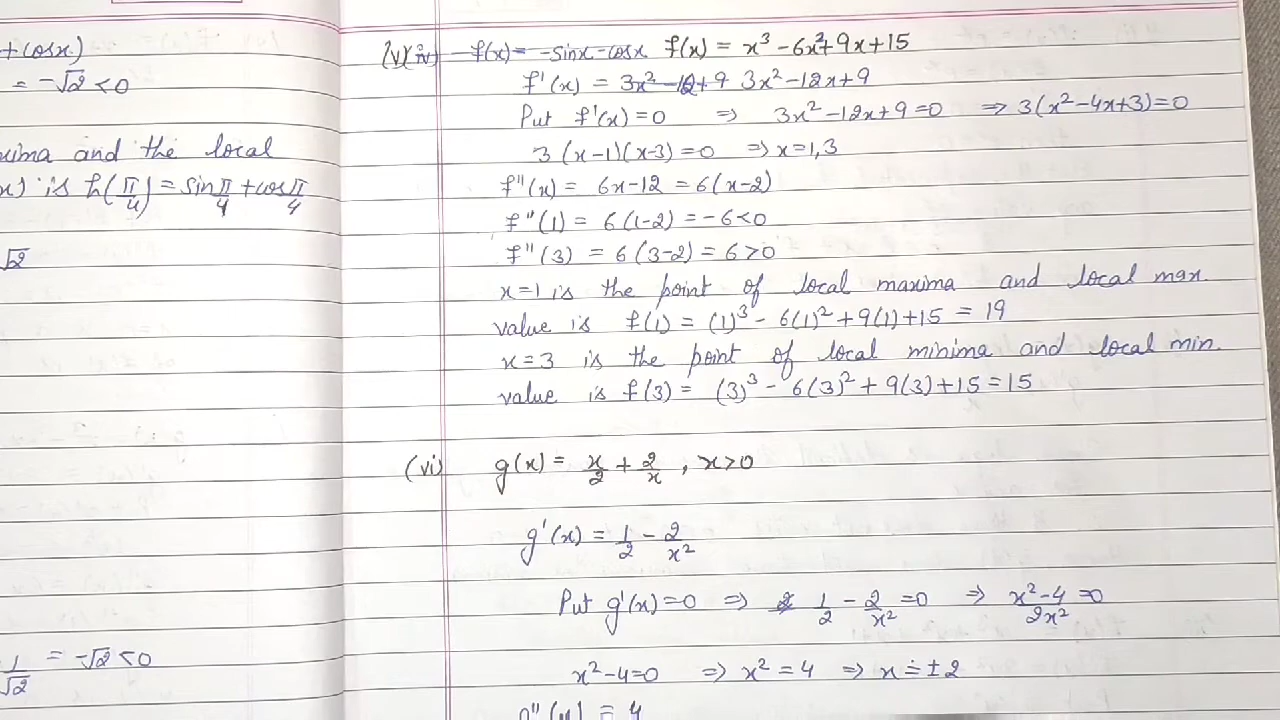 + cosx)
= -√2 < 0
xima and the local
x) is h(π/4) = sin π/4 + cos π/4
√2
1/√2 = -√2 < 0
(v) f(x) = x³ - 6x² + 9x + 15
f'(x) = 3x² - 12x + 9
Put f'(x) = 0 ⇒ 3x² - 12x + 9 = 0 ⇒ 3(x² - 4x + 3) = 0
3(x-1)(x-3) = 0 ⇒ x = 1, 3
f''(x) = 6x - 12 = 6(x-2)
f''(1) = 6(1-2) = -6 < 0
f''(3) = 6(3-2) = 6 > 0
x = 1 is the point of local maxima and local max.
value is f(1) = (1)³ - 6(1)² + 9(1) + 15 = 19
x = 3 is the point of local minima and local min.
value is f(3) = (3)³ - 6(3)² + 9(3) + 15 = 15
(vi) g(x) = x/2 + 2/x , x > 0
g'(x) = 1/2 - 2/x²
Put g'(x) = 0 ⇒ 1/2 - 2/x² = 0 ⇒ x² - 4/2x² = 0
x² - 4 = 0 ⇒ x² = 4 ⇒ x = ± 2